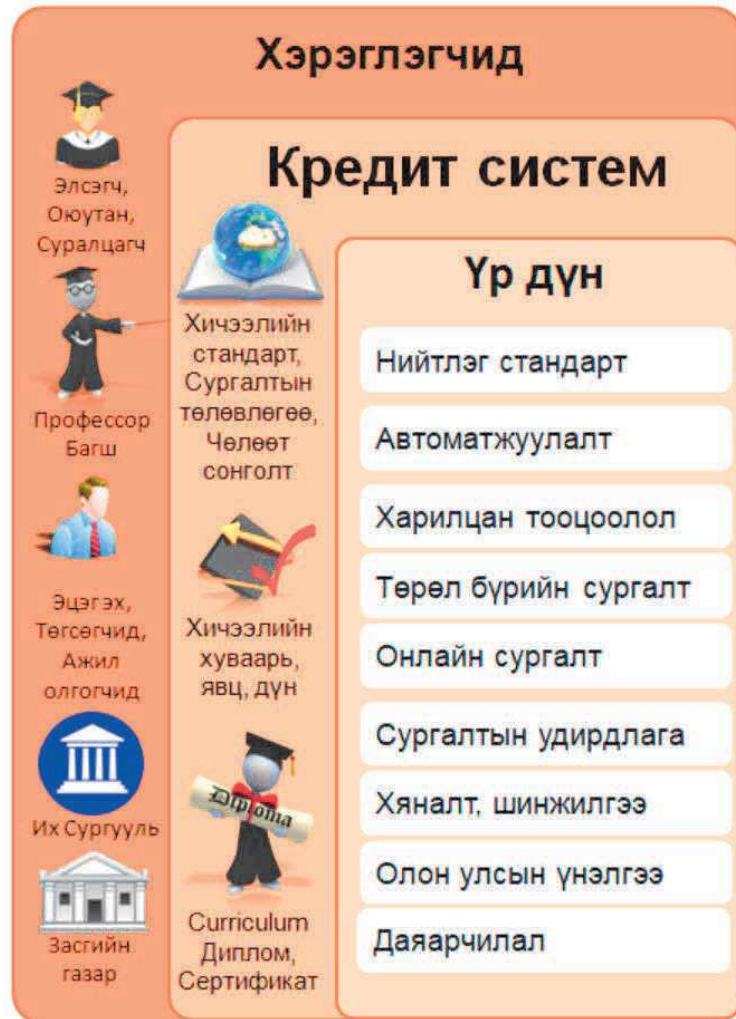 Хэрэглэгчид
Элсэгч,
Оюутан,
Суралцагч
Профессор
Багш
Эцэг эх,
Төгсөгчид,
Ажил
олгогчид
Их Сургууль
Засгийн
газар
Кредит систем
Хичээлийн
стандарт,
Сургалтын
төлөвлөгөө,
Чөлөөт
сонголт
Хичээлийн
хуваарь,
явц, дүн
Diploma
Curriculum
Диплом,
Сертификат
Үр дүн
Нийтлэг стандарт
Автоматжуулалт
Харилцан тооцоолол
Төрөл бүрийн сургалт
Онлайн сургалт
Сургалтын удирдлага
Хяналт, шинжилгээ
Олон улсын үнэлгээ
Даяарчилал